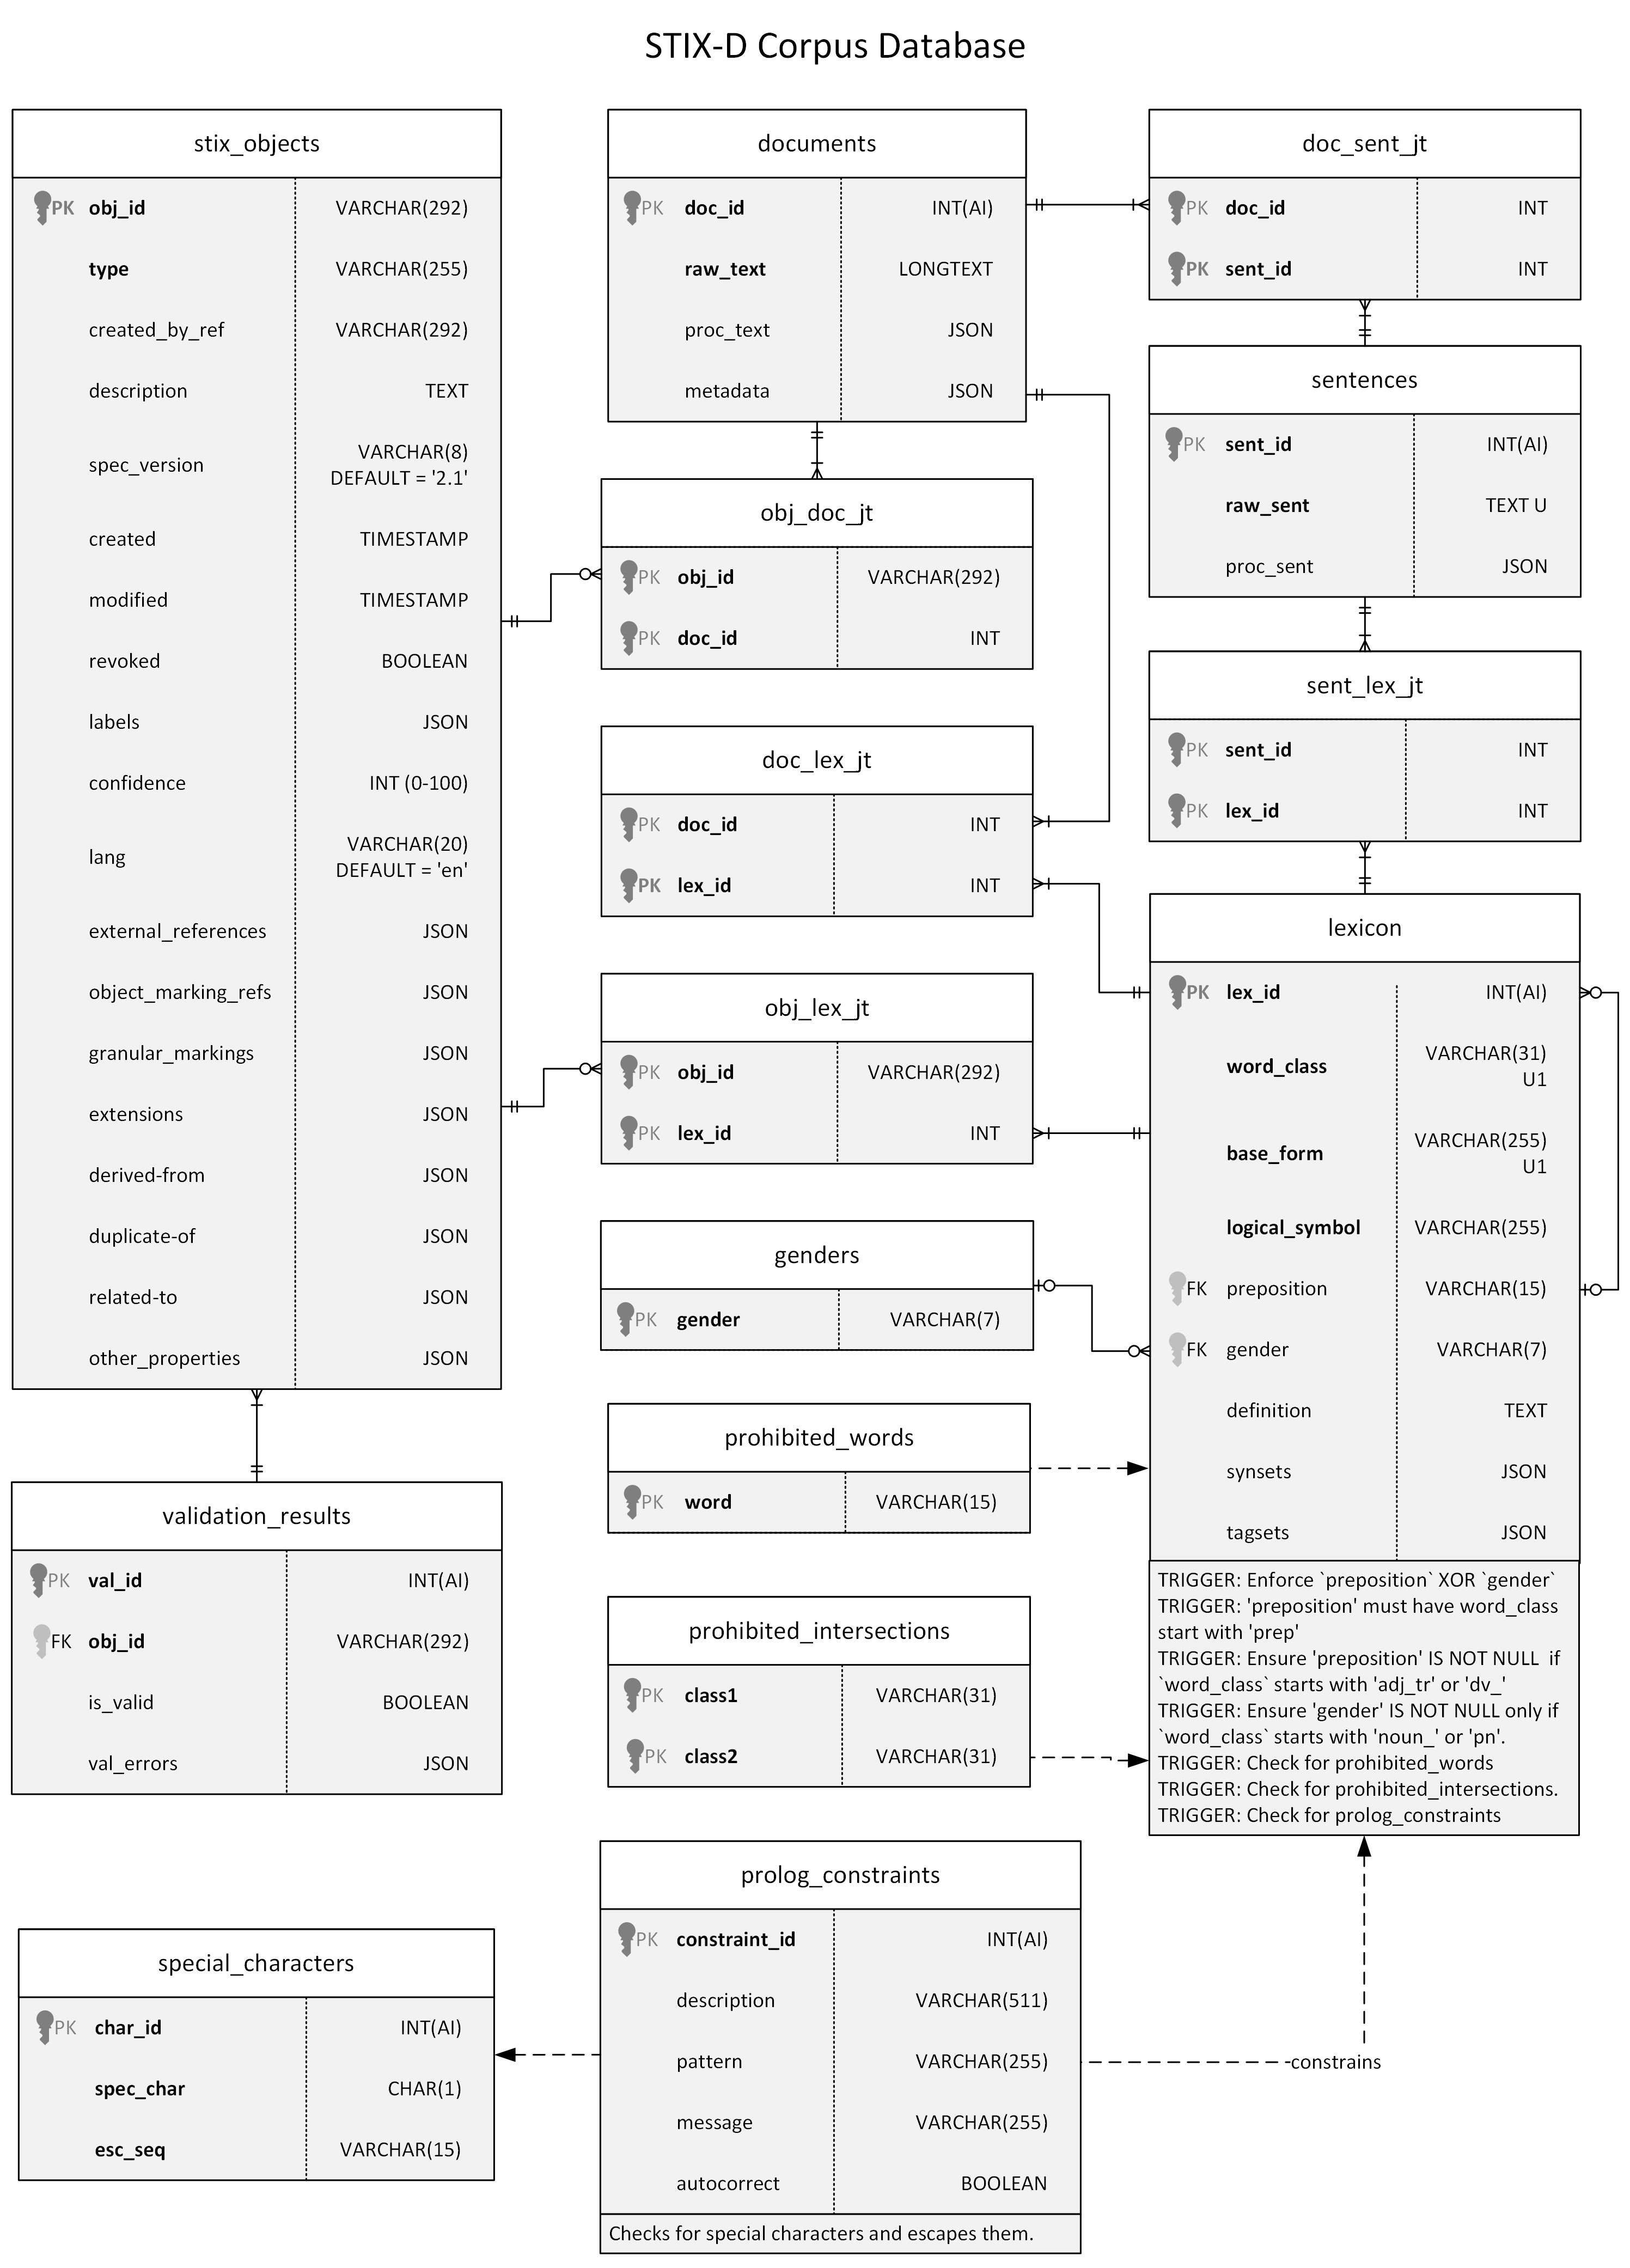 STIX-D Corpus Database
stix_objects
PK obj_id VARCHAR(292)
type VARCHAR(255)
created_by_ref VARCHAR(292)
description TEXT
spec_version VARCHAR(8)
DEFAULT = '2.1'
created TIMESTAMP
modified TIMESTAMP
revoked BOOLEAN
labels JSON
confidence INT (0-100)
lang VARCHAR(20)
DEFAULT = 'en'
external_references JSON
object_marking_refs JSON
granular_markings JSON
extensions JSON
derived-from JSON
duplicate-of JSON
related-to JSON
other_properties JSON
validation_results
PK val_id INT(AI)
FK obj_id VARCHAR(292)
is_valid BOOLEAN
val_errors JSON
special_characters
PK char_id INT(AI)
spec_char CHAR(1)
esc_seq VARCHAR(15)
documents
PK doc_id INT(AI)
raw_text LONGTEXT
proc_text JSON
metadata JSON
obj_doc_jt
PK obj_id VARCHAR(292)
PK doc_id INT
doc_lex_jt
PK doc_id INT
PK lex_id INT
obj_lex_jt
PK obj_id VARCHAR(292)
PK lex_id INT
genders
PK gender VARCHAR(7)
prohibited_words
PK word VARCHAR(15)
prohibited_intersections
PK class1 VARCHAR(31)
PK class2 VARCHAR(31)
prolog_constraints
PK constraint_id INT(AI)
description VARCHAR(511)
pattern VARCHAR(255)
message VARCHAR(255)
autocorrect BOOLEAN
Checks for special characters and escapes them.
doc_sent_jt
PK doc_id INT
PK sent_id INT
sentences
PK sent_id INT(AI)
raw_sent TEXT U
proc_sent JSON
sent_lex_jt
PK sent_id INT
PK lex_id INT
lexicon
PK lex_id INT(AI)
word_class VARCHAR(31)
U1
base_form VARCHAR(255)
U1
logical_symbol VARCHAR(255)
FK preposition VARCHAR(15)
FK gender VARCHAR(7)
definition TEXT
synsets JSON
tagsets JSON
TRIGGER: Enforce `preposition` XOR `gender`
TRIGGER: 'preposition' must have word_class
start with 'prep'
TRIGGER: Ensure 'preposition' IS NOT NULL if
`word_class` starts with 'adj_tr' or 'dv_'
TRIGGER: Ensure 'gender' IS NOT NULL only if
`word_class` starts with 'noun_' or 'pn'.
TRIGGER: Check for prohibited_words
TRIGGER: Check for prohibited_intersections.
TRIGGER: Check for prolog_constraints
constrains